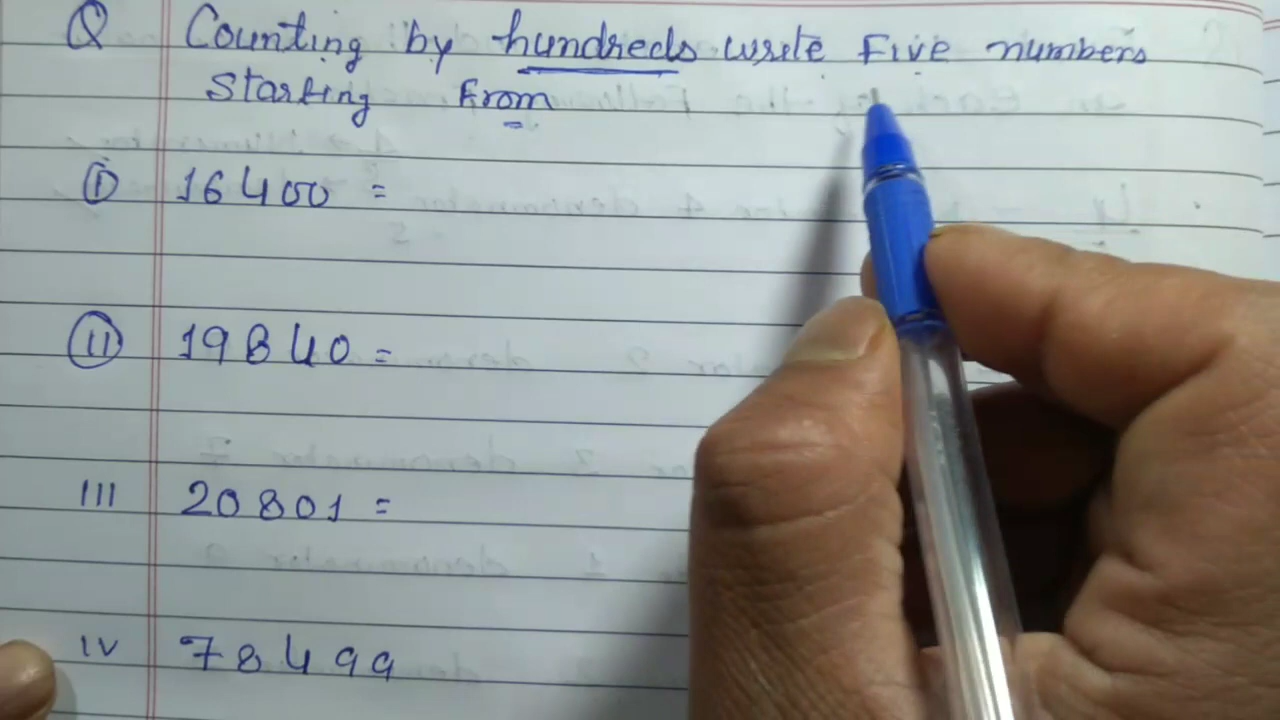 Q Counting by hundreds write Five numbers
starting From
(i) 16400 =
(II) 19840 =
III 20801 =
IV 78499